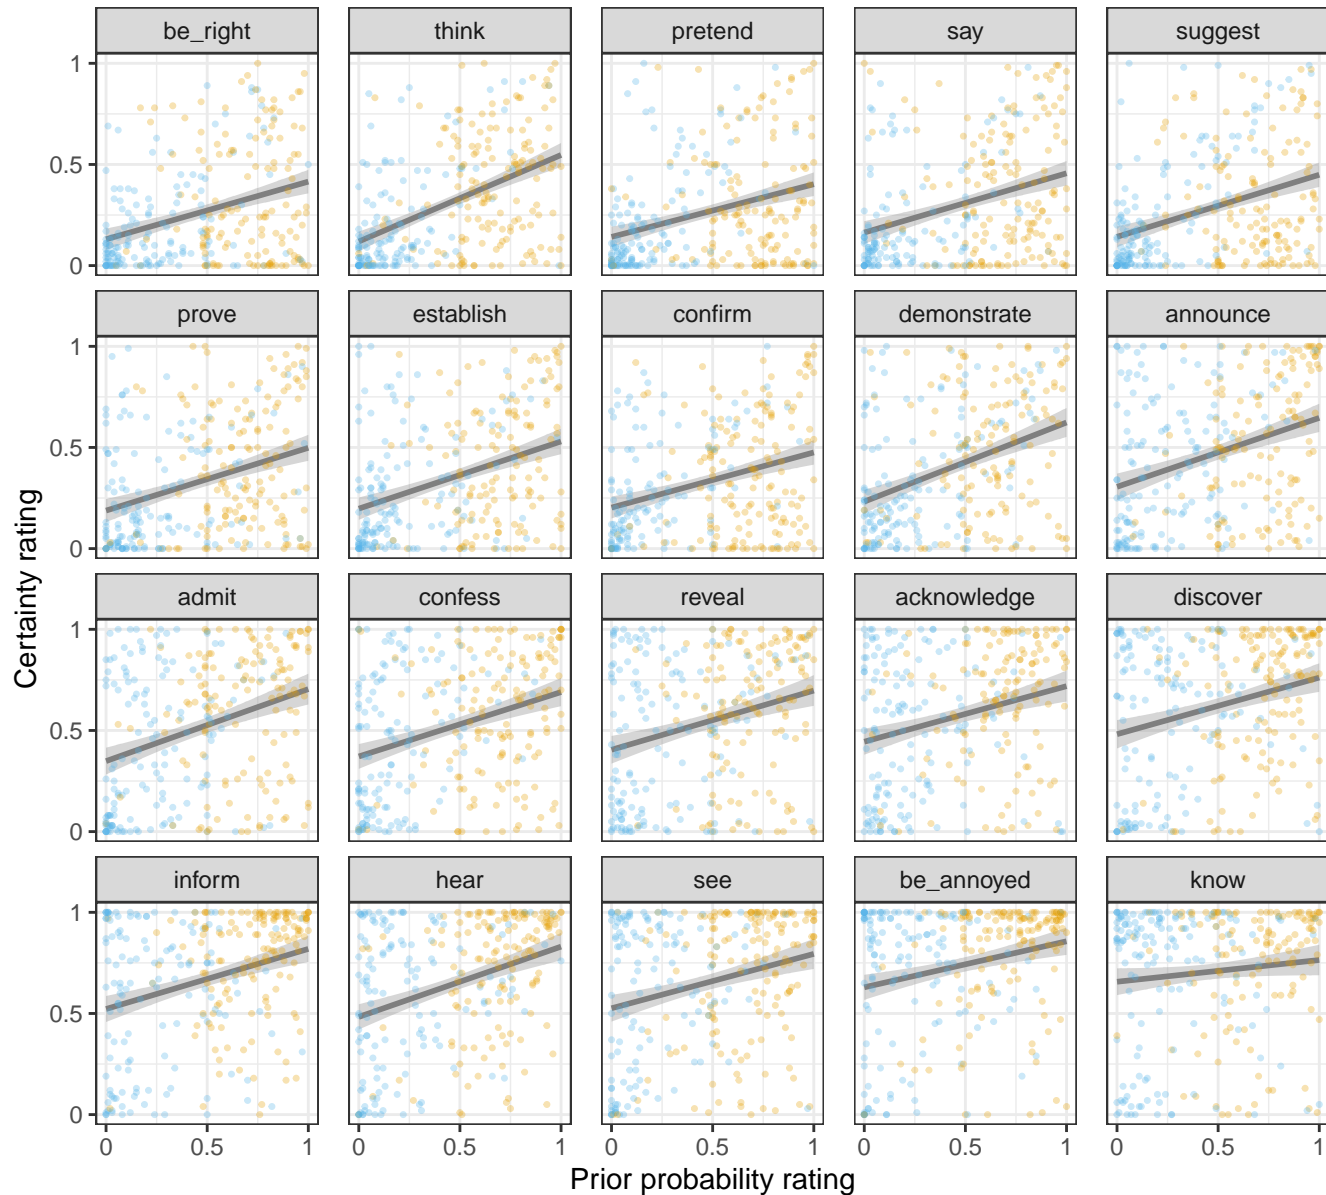 be_right think pretend say suggest
1
0.5
0
prove establish confirm demonstrate announce
1
0.5
0
admit confess reveal acknowledge discover
1
0.5
0
inform hear see be_annoyed know
1
0.5
0
0 0.5 1 0 0.5 1 0 0.5 1 0 0.5 1 0 0.5 1
Prior probability rating
Certainty rating